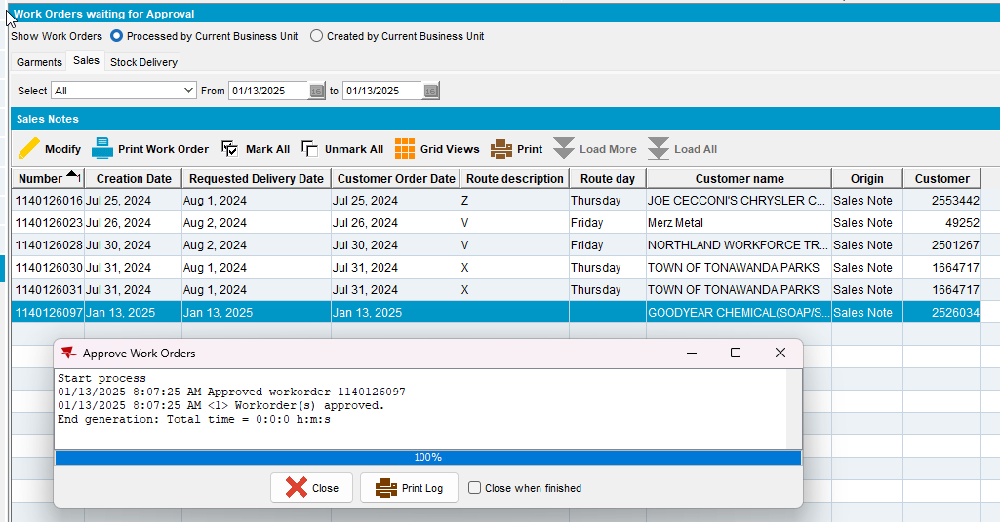 Work Orders waiting for Approval
Show Work Orders Processed by Current Business Unit Created by Current Business Unit
Garments Sales Stock Delivery
Select All From 01/13/2025 16 to 01/13/2025 16
Sales Notes
Modify Print Work Order Mark All Unmark All Grid Views Print Load More Load All
Number 1 Creation Date Requested Delivery Date Customer Order Date Route description Route day Customer name Origin Customer
1140126016 Jul 25, 2024 Aug 1, 2024 Jul 25, 2024 Z Thursday JOE CECCONI'S CHRYSLER C... Sales Note 2553442
1140126023 Jul 26, 2024 Aug 2, 2024 Jul 26, 2024 V Friday Merz Metal Sales Note 49252
1140126028 Jul 30, 2024 Aug 2, 2024 Jul 30, 2024 V Friday NORTHLAND WORKFORCE TR... Sales Note 2501267
1140126030 Jul 31, 2024 Aug 1, 2024 Jul 31, 2024 X Thursday TOWN OF TONAWANDA PARKS Sales Note 1664717
1140126031 Jul 31, 2024 Aug 1, 2024 Jul 31, 2024 X Thursday TOWN OF TONAWANDA PARKS Sales Note 1664717
1140126097 Jan 13, 2025 Jan 13, 2025 Jan 13, 2025 GOODYEAR CHEMICAL(SOAP/S... Sales Note 2526034
Approve Work Orders
Start process
01/13/2025 8:07:25 AM Approved workorder 1140126097
01/13/2025 8:07:25 AM <1> Workorder(s) approved.
End generation: Total time = 0:0:0 h:m:s
100%
Close Print Log Close when finished